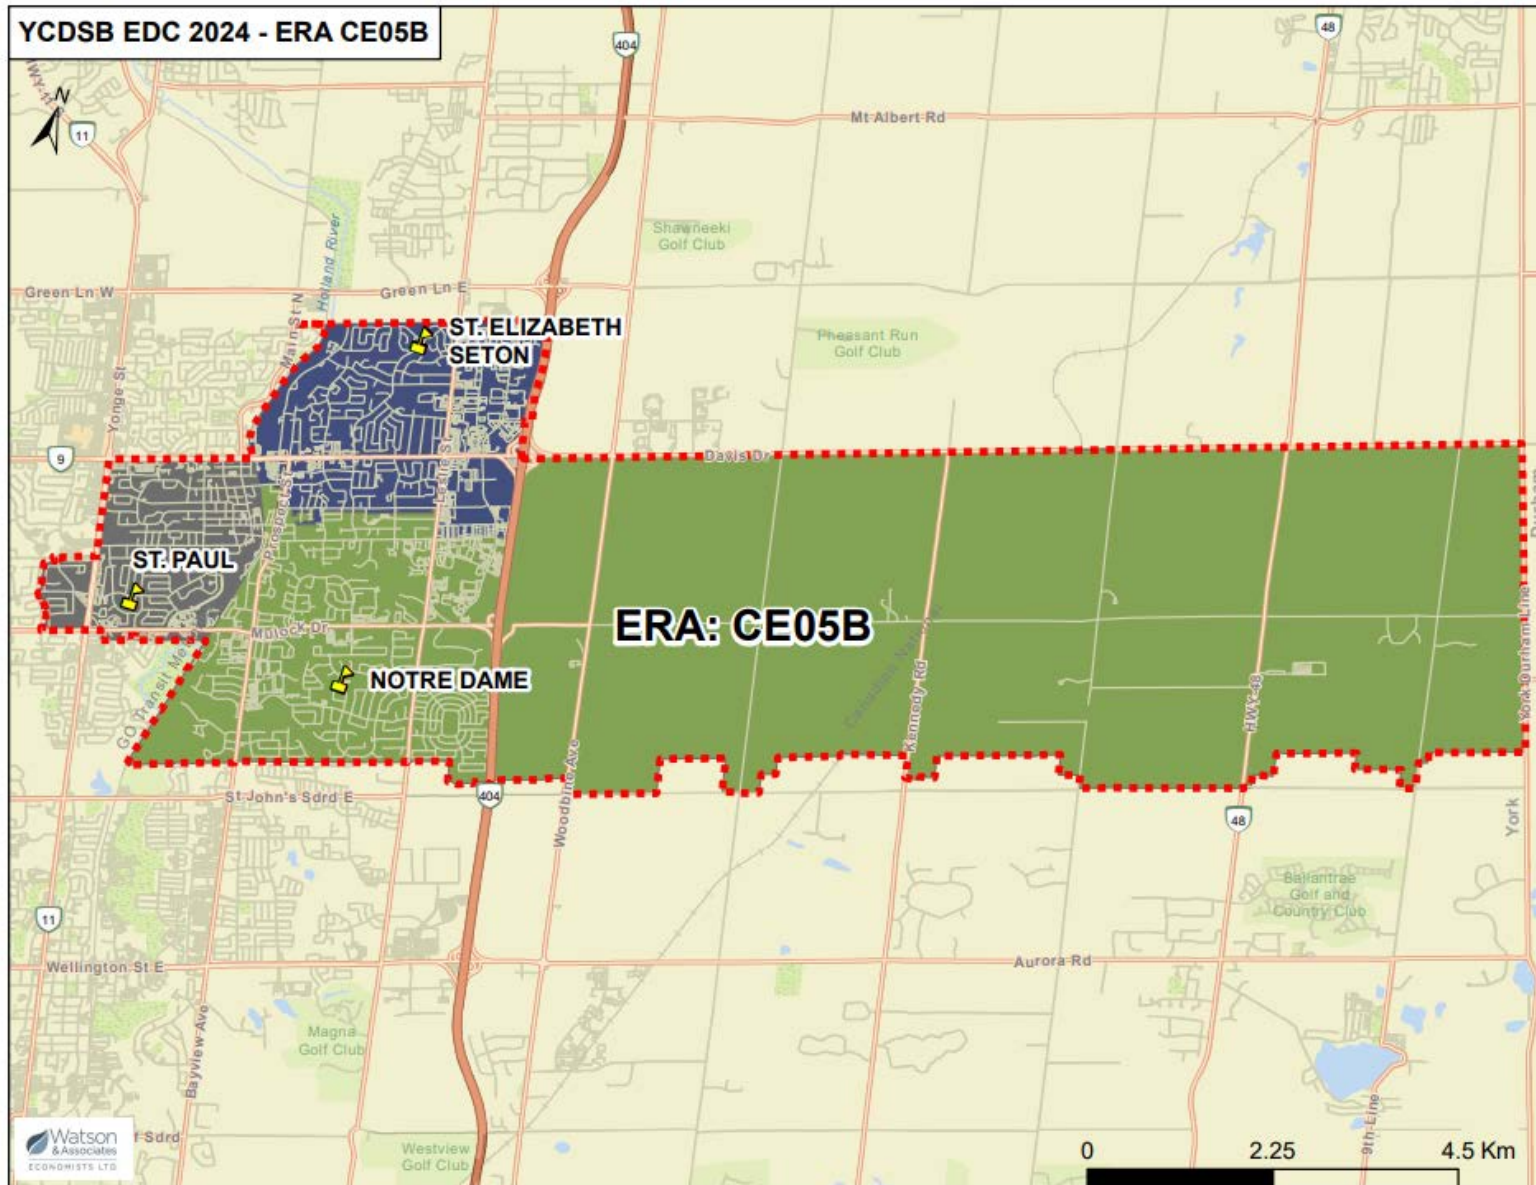 YCDSB EDC 2024 - ERA CE05B
404
48
N
11
Mt Albert Rd
Shawneeki
Golf Club
Holland River
Green Ln W
Green Ln E
Main St N
ST. ELIZABETH
SETON
Pheasant Run
Golf Club
Yonge St
9
Davis Dr
Leslie St
Prospect St
ST. PAUL
ERA: CE05B
Mulock Dr
NOTRE DAME
GO Transit
Kennedy Rd
HWY 48
York Durham Line
Woodbine Ave
St John's Sdrd E
404
48
York
Ballantrae
Golf and
Country Club
11
Wellington St E
Aurora Rd
Bayview Ave
Magna
Golf Club
9th Line
Watson
& Associates
ECONOMISTS LTD
f Sdrd
Westview
Golf Club
0 2.25 4.5 Km